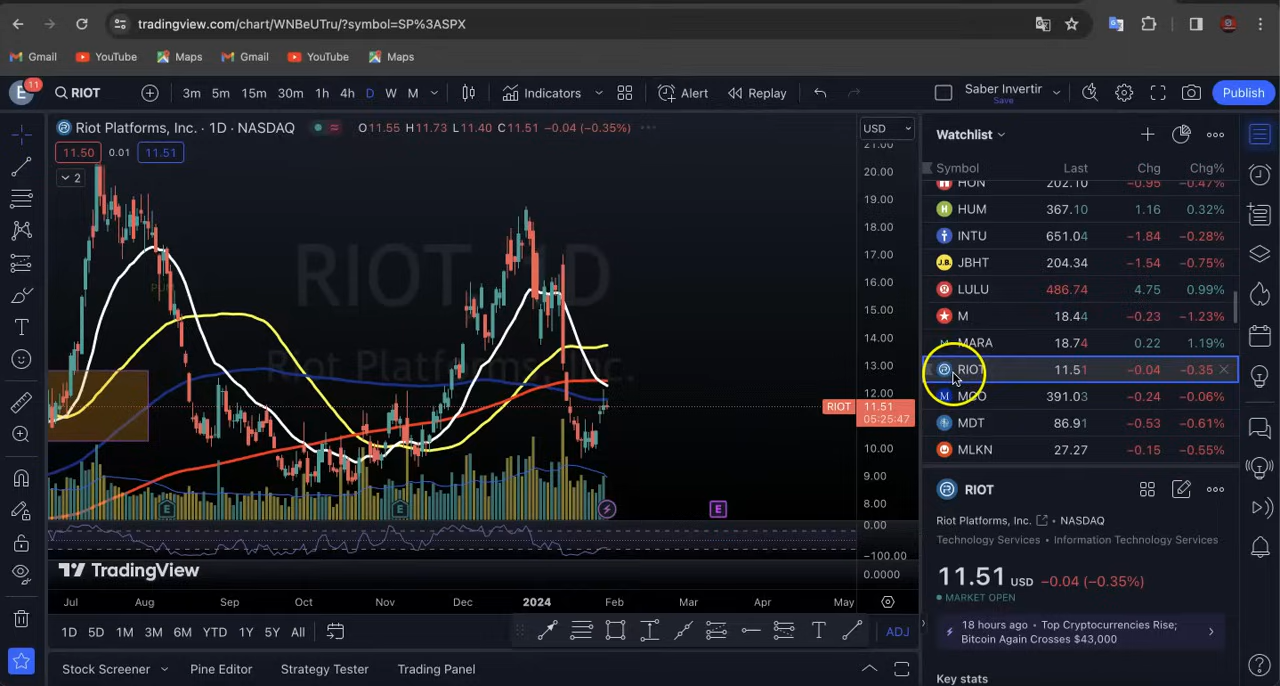 tradingview.com/chart/WNBeUTru/?symbol=SP%3ASPX
Gmail YouTube Maps Gmail YouTube Maps
E 11 RIOT 3m 5m 15m 30m 1h 4h D W M Indicators Alert Replay Saber Invertir Save Publish
Riot Platforms, Inc. · 1D · NASDAQ O11.55 H11.73 L11.40 C11.51 −0.04 (−0.35%)
11.50 0.01 11.51
2
USD
21.00
20.00
19.00
18.00
17.00
16.00
15.00
14.00
13.00
12.00
RIOT 11.51
05:25:47
10.00
9.00
8.00
0.00
−100.00
0.0000
RIOT, 1D
Riot Platforms, Inc.
E E E
TradingView
Jul Aug Sep Oct Nov Dec 2024 Feb Mar Apr May
1D 5D 1M 3M 6M YTD 1Y 5Y All ADJ
Stock Screener Pine Editor Strategy Tester Trading Panel
Watchlist
Symbol Last Chg Chg%
HON 202.10 −0.95 −0.47%
HUM 367.10 1.16 0.32%
INTU 651.04 −1.84 −0.28%
J.B. JBHT 204.34 −1.54 −0.75%
LULU 486.74 4.75 0.99%
M 18.44 −0.23 −1.23%
MARA 18.74 0.22 1.19%
RIOT 11.51 −0.04 −0.35
M MCO 391.03 −0.24 −0.06%
MDT 86.91 −0.53 −0.61%
MLKN 27.27 −0.15 −0.55%
RIOT
Riot Platforms, Inc. • NASDAQ
Technology Services • Information Technology Services
11.51 USD −0.04 (−0.35%)
MARKET OPEN
18 hours ago • Top Cryptocurrencies Rise;
Bitcoin Again Crosses $43,000
Key stats